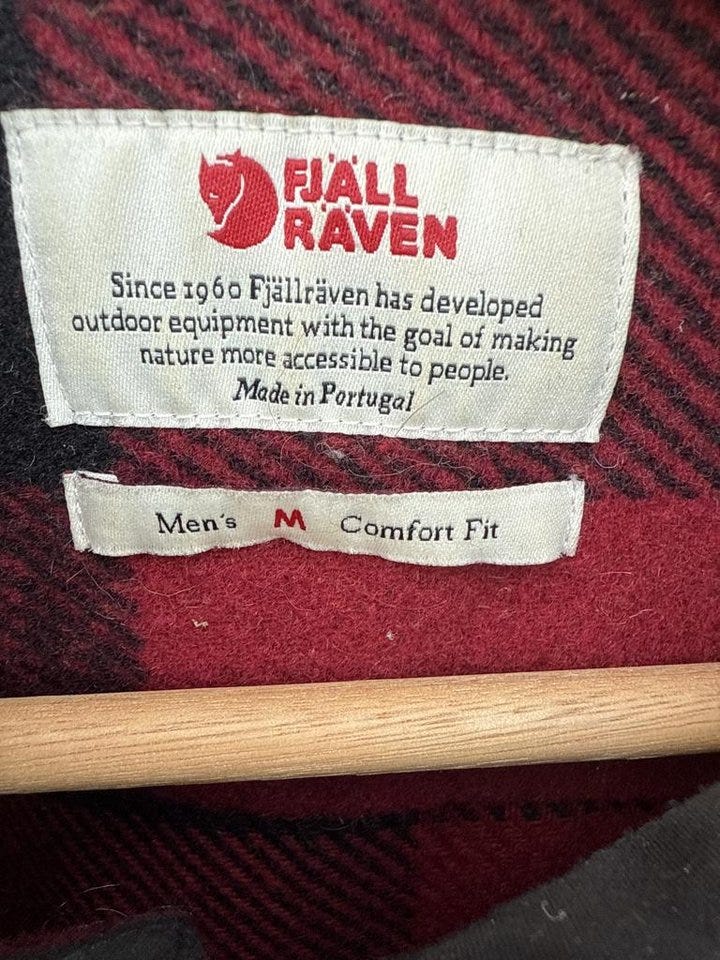 FJÄLL
RÄVEN
Since 1960 Fjällräven has developed
outdoor equipment with the goal of making
nature more accessible to people.
Made in Portugal
Men's M Comfort Fit